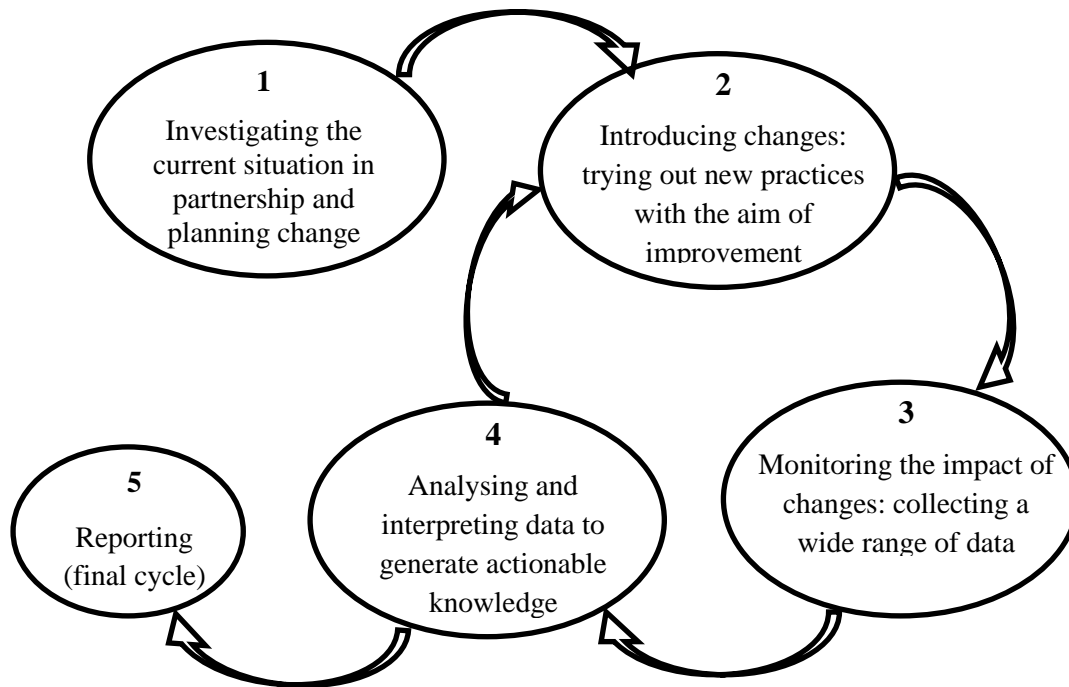 1
Investigating the
current situation in
partnership and
planning change
2
Introducing changes:
trying out new practices
with the aim of
improvement
3
Monitoring the impact of
changes: collecting a
wide range of data
4
Analysing and
interpreting data to
generate actionable
knowledge
5
Reporting
(final cycle)